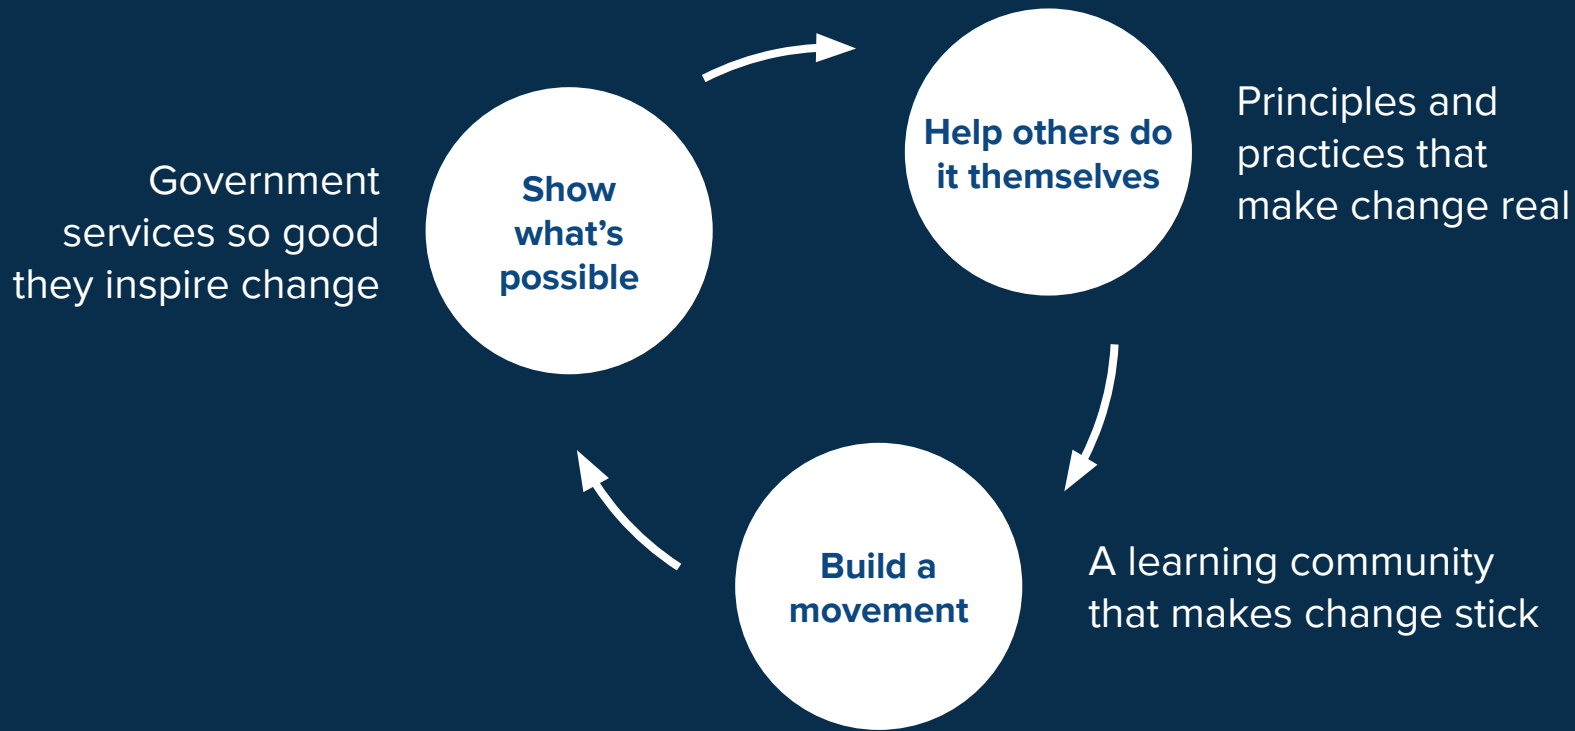 Government
services so good
they inspire change
Show
what’s
possible
Help others do
it themselves
Principles and
practices that
make change real
Build a
movement
A learning community
that makes change stick